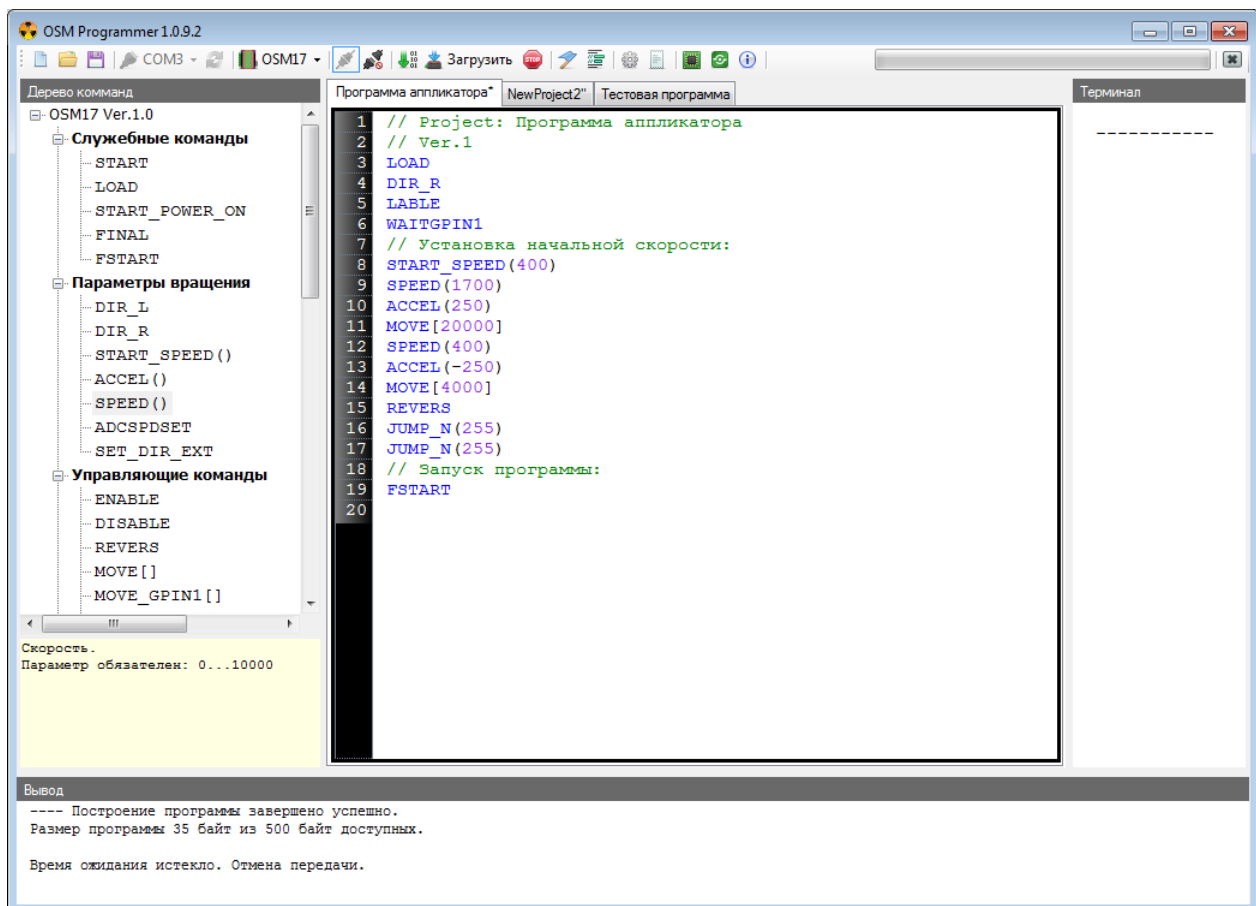 OSM Programmer 1.0.9.2
COM3
OSM17
Загрузить
STOP
Дерево комманд
OSM17 Ver.1.0
Служебные команды
START
LOAD
START_POWER_ON
FINAL
FSTART
Параметры вращения
DIR_L
DIR_R
START_SPEED()
ACCEL()
SPEED()
ADCSPDSET
SET_DIR_EXT
Управляющие команды
ENABLE
DISABLE
REVERS
MOVE[]
MOVE_GPIN1[]
Скорость.
Параметр обязателен: 0...10000
Программа аппликатора* NewProject2" Тестовая программа
1 // Project: Программа аппликатора
2 // Ver.1
3 LOAD
4 DIR_R
5 LABLE
6 WAITGPIN1
7 // Установка начальной скорости:
8 START_SPEED(400)
9 SPEED(1700)
10 ACCEL(250)
11 MOVE[20000]
12 SPEED(400)
13 ACCEL(-250)
14 MOVE[4000]
15 REVERS
16 JUMP_N(255)
17 JUMP_N(255)
18 // Запуск программы:
19 FSTART
20
Терминал
-----------
Вывод
---- Построение программы завершено успешно.
Размер программы 35 байт из 500 байт доступных.
Время ожидания истекло. Отмена передачи.